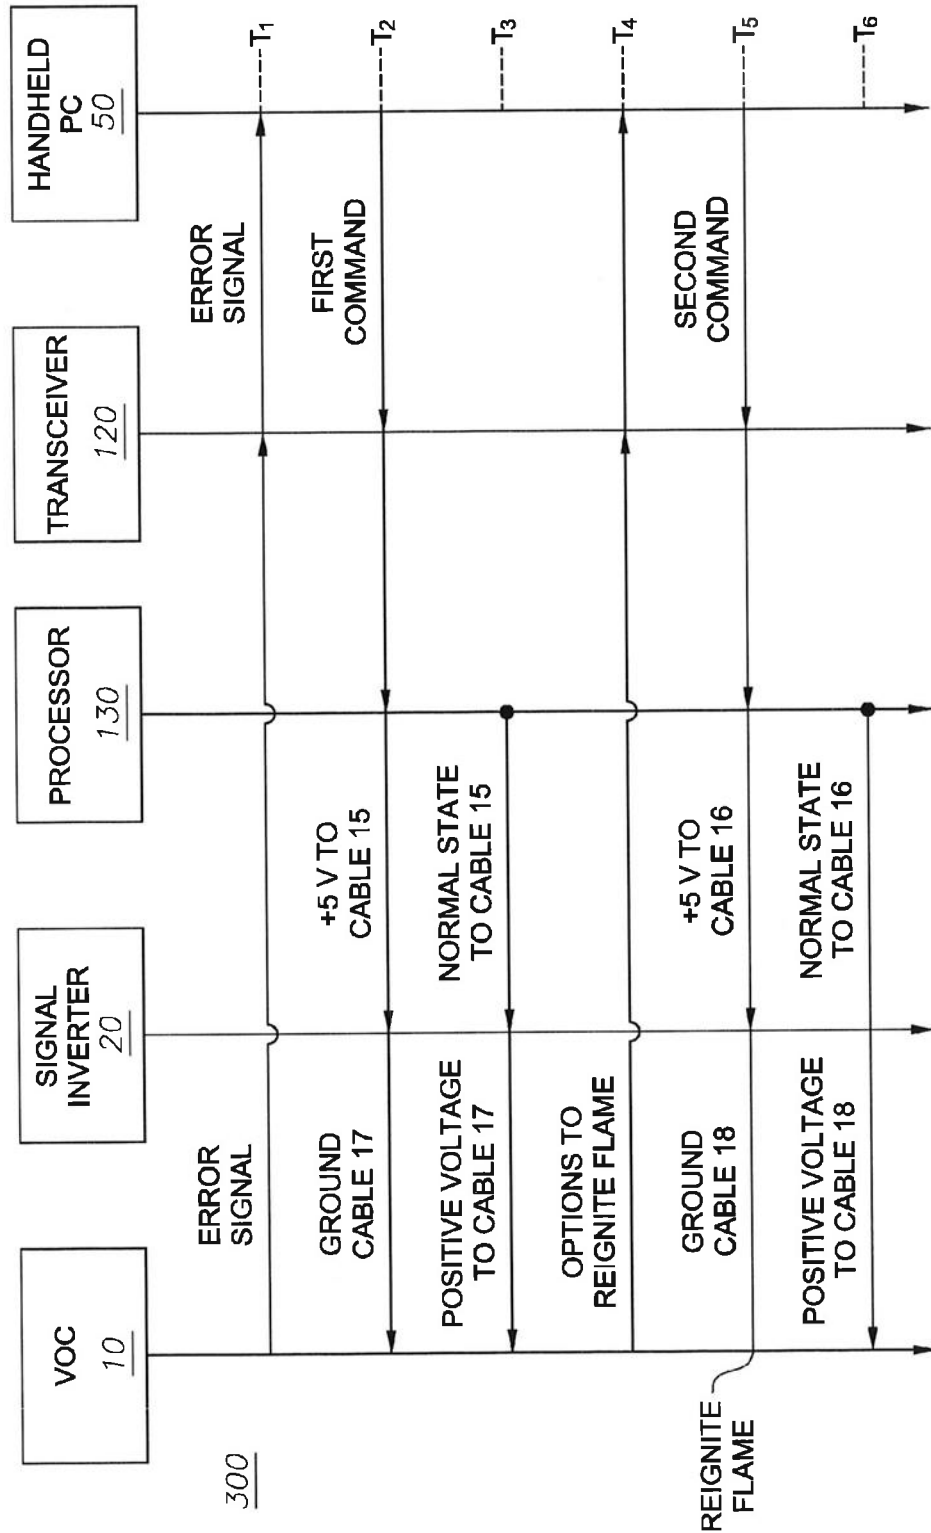 300
VOC
10
SIGNAL
INVERTER
20
PROCESSOR
130
TRANSCEIVER
120
HANDHELD
PC
50
ERROR
SIGNAL
ERROR
SIGNAL
T1
GROUND
CABLE 17
+5 V TO
CABLE 15
FIRST
COMMAND
T2
POSITIVE VOLTAGE
TO CABLE 17
NORMAL STATE
TO CABLE 15
T3
OPTIONS TO
REIGNITE FLAME
T4
REIGNITE
FLAME
GROUND
CABLE 18
+5 V TO
CABLE 16
SECOND
COMMAND
T5
POSITIVE VOLTAGE
TO CABLE 18
NORMAL STATE
TO CABLE 16
T6